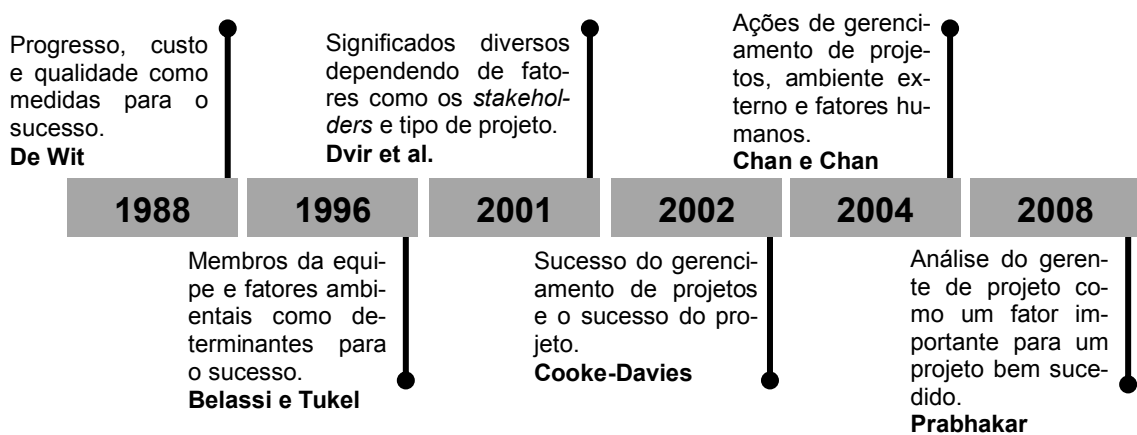 Progresso, custo
e qualidade como
medidas para o
sucesso.
De Wit
Significados diversos
dependendo de fato-
res como os stakehol-
ders e tipo de projeto.
Dvir et al.
Ações de gerenci-
amento de proje-
tos, ambiente ex-
terno e fatores hu-
manos.
Chan e Chan
1988
1996
2001
2002
2004
2008
Membros da equi-
pe e fatores ambi-
entais como de-
terminantes para
o sucesso.
Belassi e Tukel
Sucesso do gerenci-
amento de projetos
e o sucesso do pro-
jeto.
Cooke-Davies
Análise do geren-
te de projeto co-
mo um fator im-
portante para um
projeto bem suce-
dido.
Prabhakar